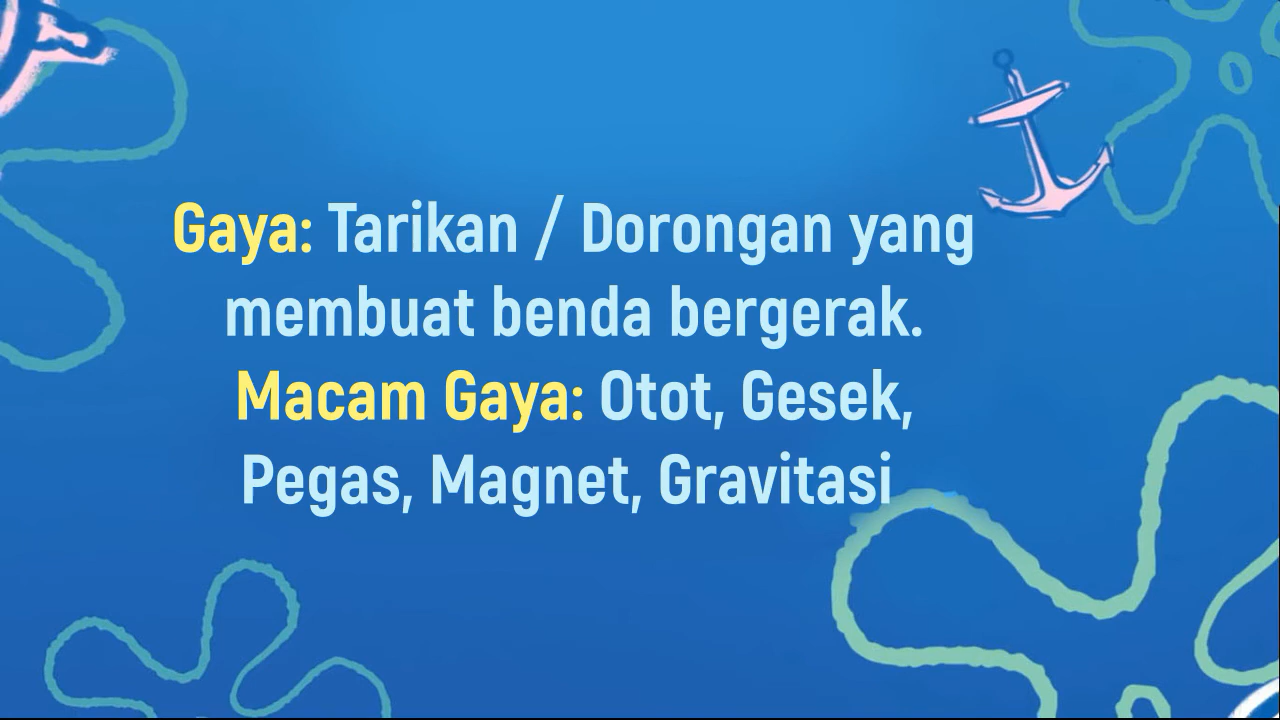 Gaya: Tarikan / Dorongan yang
membuat benda bergerak.
Macam Gaya: Otot, Gesek,
Pegas, Magnet, Gravitasi